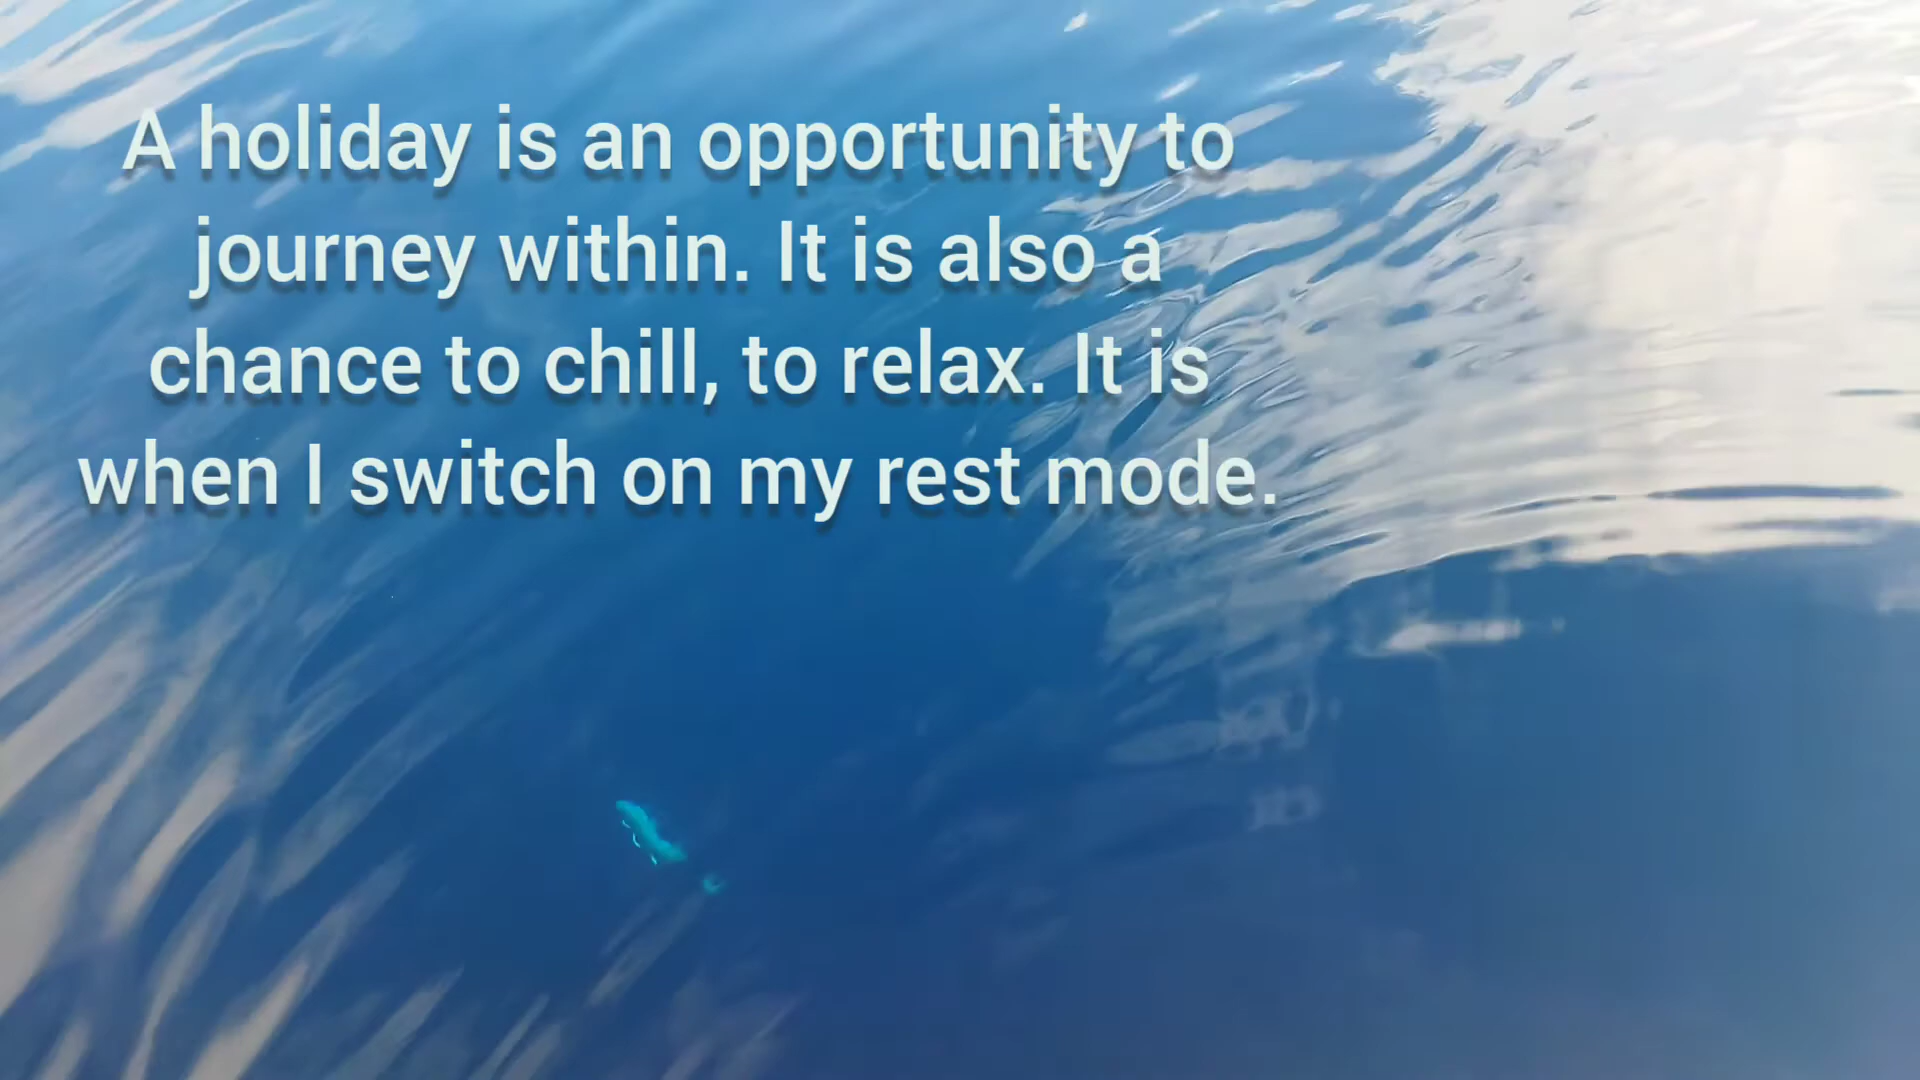 A holiday is an opportunity to
journey within. It is also a
chance to chill, to relax. It is
when I switch on my rest mode.